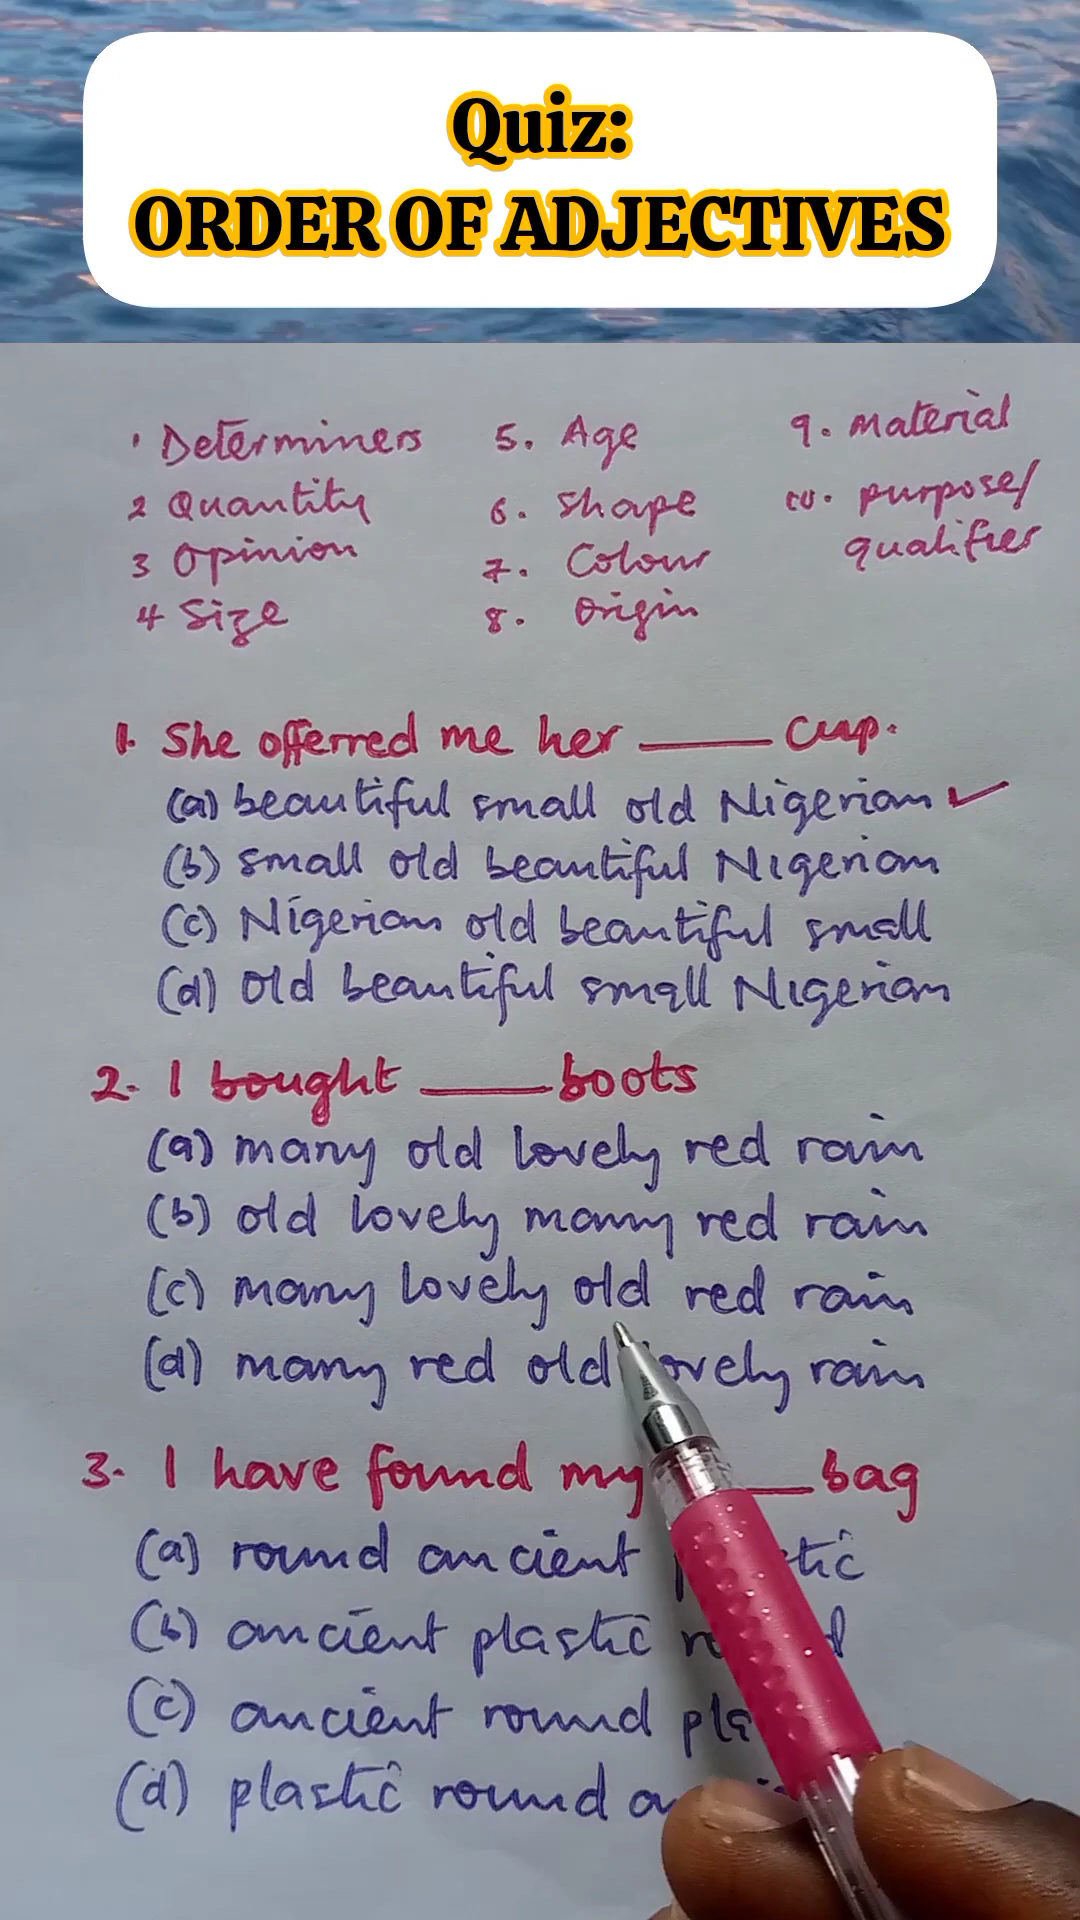 Quiz:
ORDER OF ADJECTIVES
1 Determiners
2 Quantity
3 Opinion
4 Size
5. Age
6. Shape
7. Colour
8. Origin
9. Material
10. purpose/
qualifier
1. She offerred me her ____ cup.
(a) beautiful small old Nigerian ✓
(b) small old beautiful Nigerian
(c) Nigerian old beautiful small
(d) old beautiful small Nigerian
2. I bought ____ boots
(a) many old lovely red rain
(b) old lovely many red rain
(c) many lovely old red rain
(d) many red old lovely rain
3. I have found my ____ bag
(a) round ancient
(b) ancient plastic
(c) ancient round
(d) plastic round